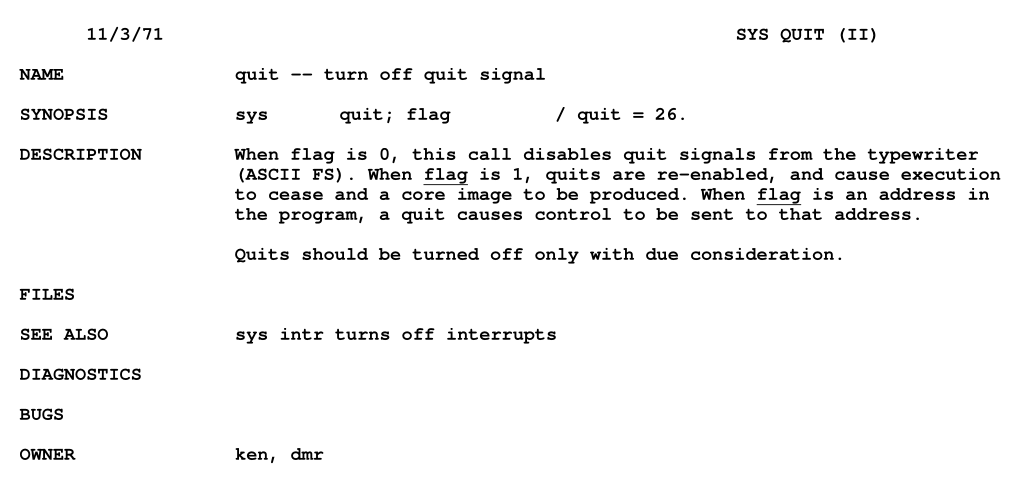 11/3/71 SYS QUIT (II)
NAME quit -- turn off quit signal
SYNOPSIS sys quit; flag / quit = 26.
DESCRIPTION When flag is 0, this call disables quit signals from the typewriter
(ASCII FS). When flag is 1, quits are re-enabled, and cause execution
to cease and a core image to be produced. When flag is an address in
the program, a quit causes control to be sent to that address.
Quits should be turned off only with due consideration.
FILES
SEE ALSO sys intr turns off interrupts
DIAGNOSTICS
BUGS
OWNER ken, dmr